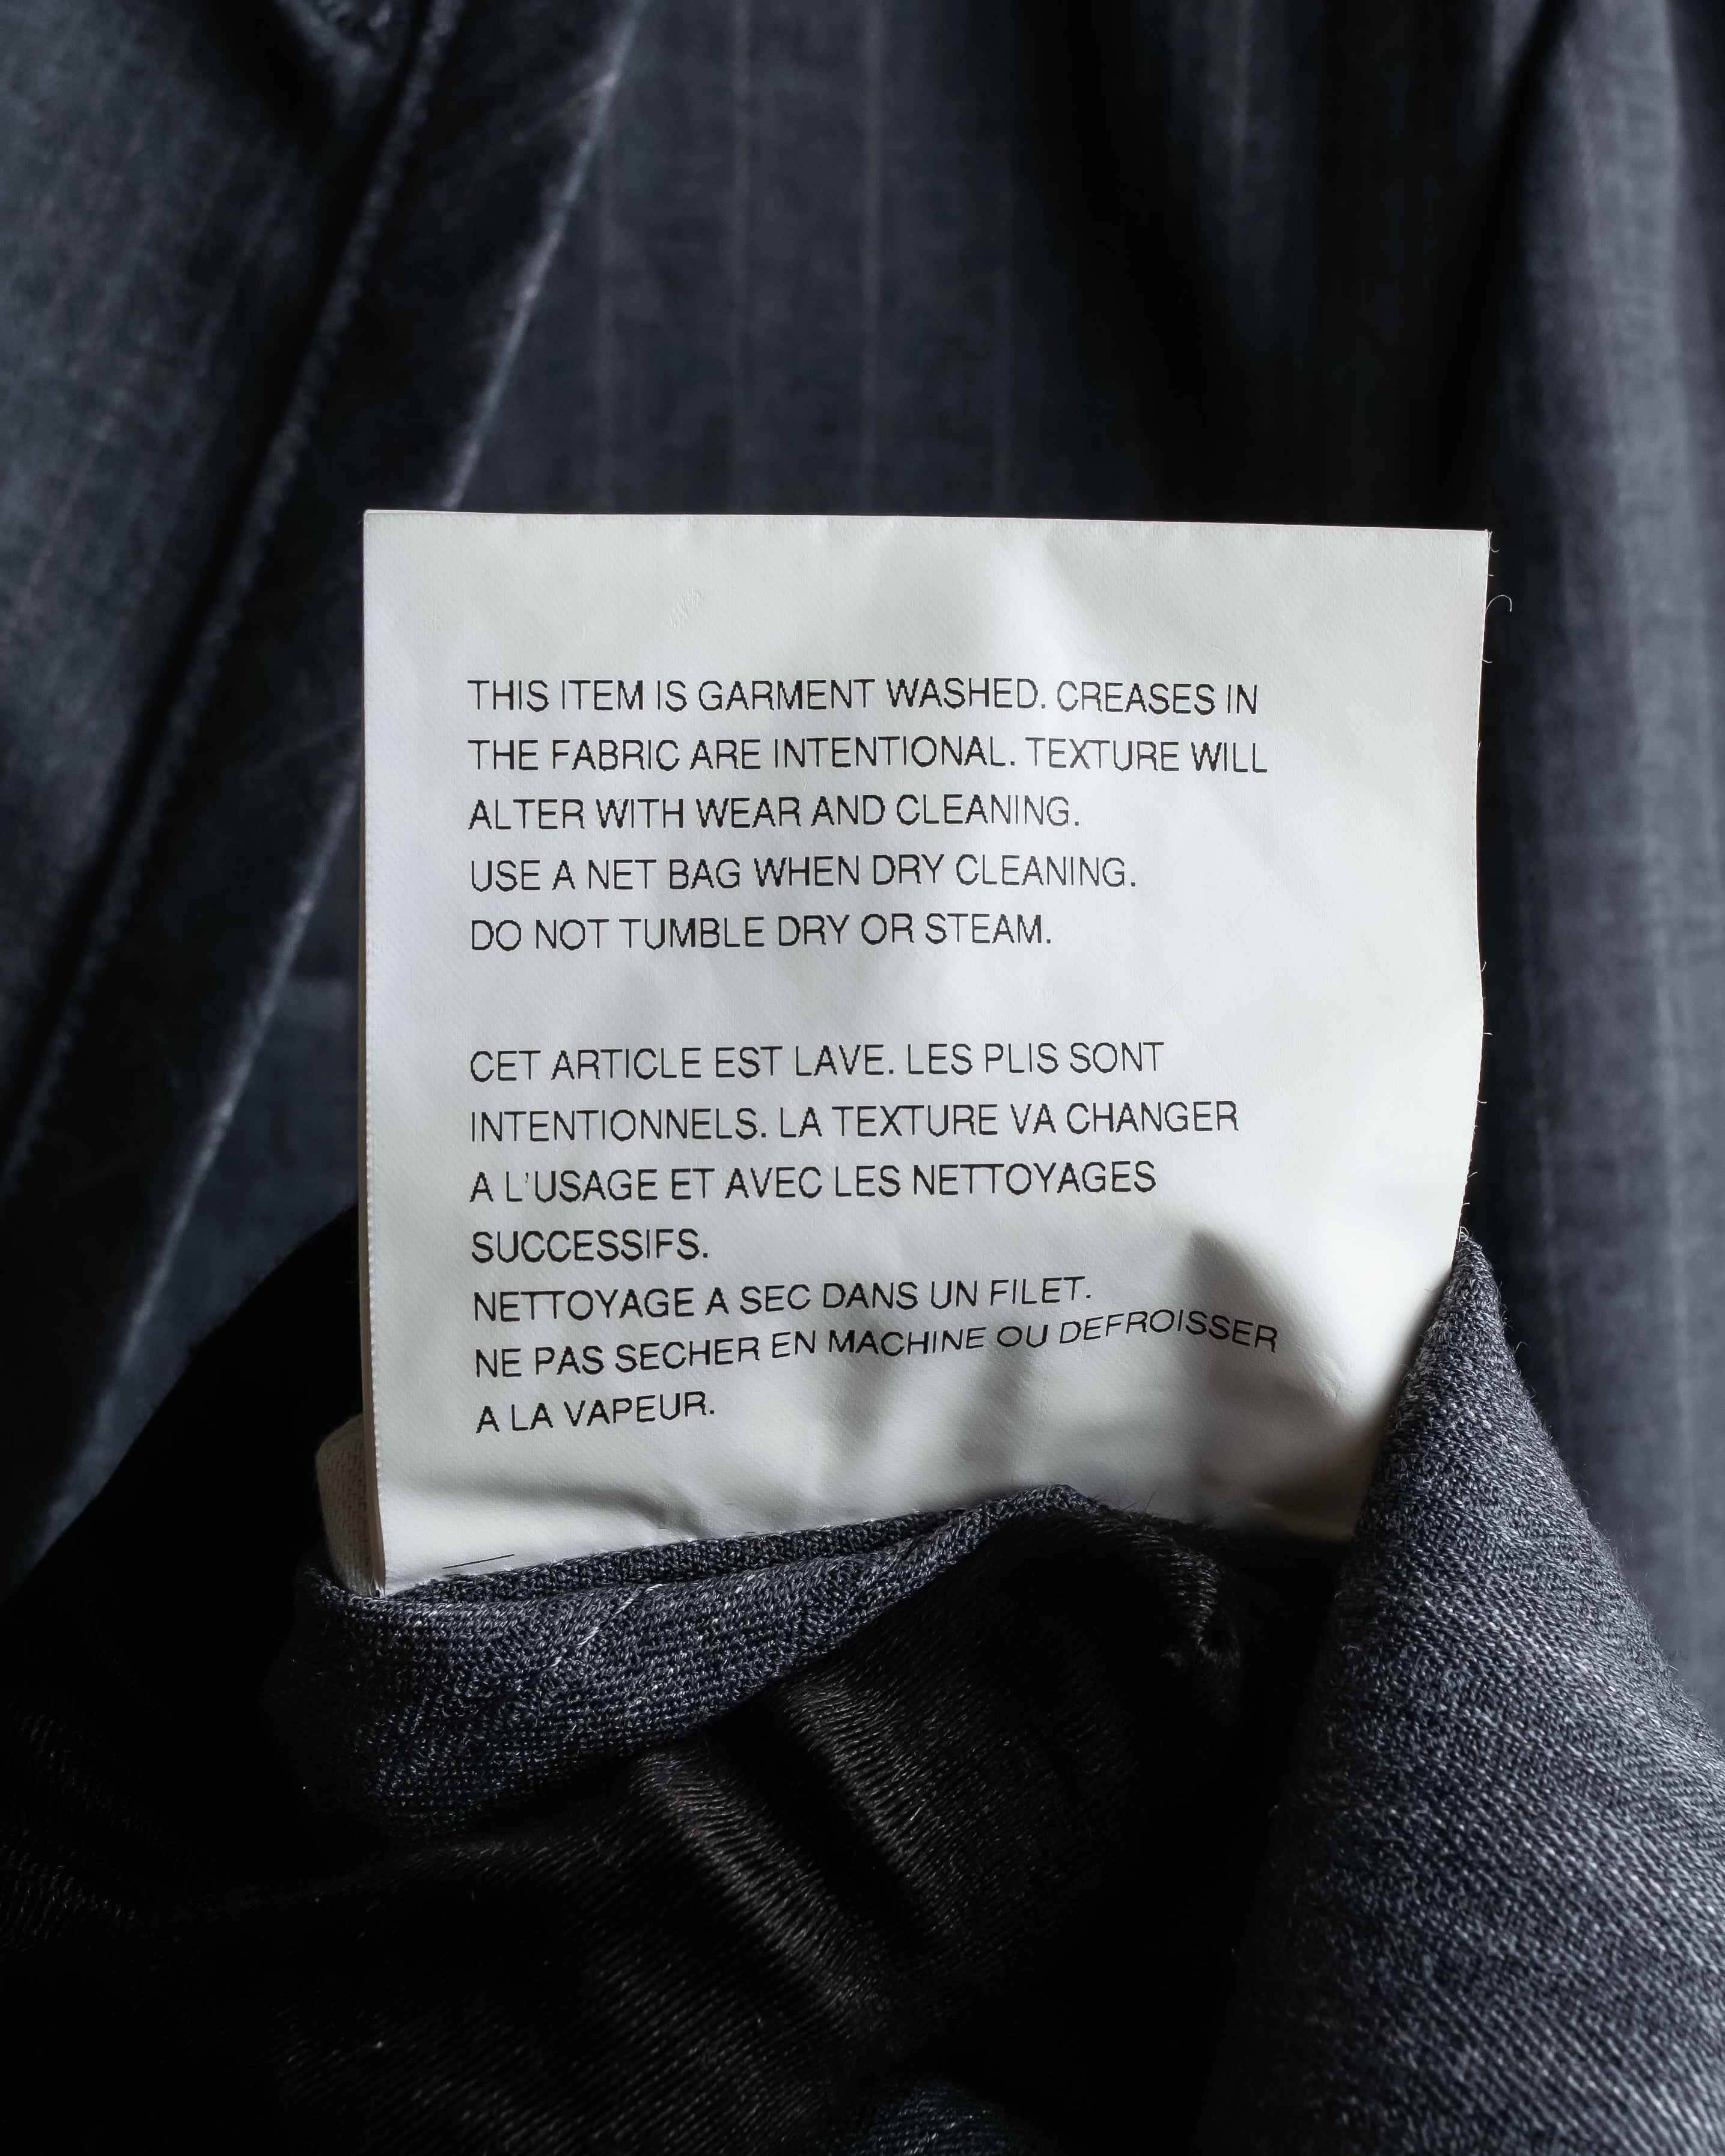 THIS ITEM IS GARMENT WASHED. CREASES IN
THE FABRIC ARE INTENTIONAL. TEXTURE WILL
ALTER WITH WEAR AND CLEANING.
USE A NET BAG WHEN DRY CLEANING.
DO NOT TUMBLE DRY OR STEAM.
CET ARTICLE EST LAVE. LES PLIS SONT
INTENTIONNELS. LA TEXTURE VA CHANGER
A L'USAGE ET AVEC LES NETTOYAGES
SUCCESSIFS.
NETTOYAGE A SEC DANS UN FILET.
NE PAS SECHER EN MACHINE OU DEFROISSER
A LA VAPEUR.